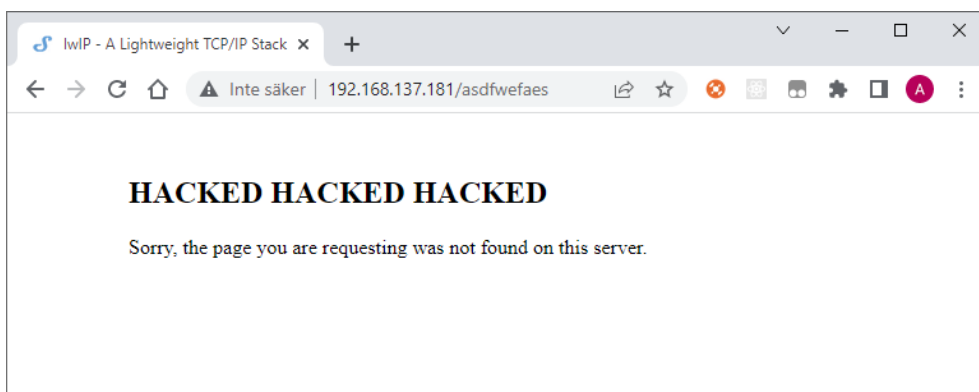 lwIP - A Lightweight TCP/IP Stack
Inte säker 192.168.137.181/asdfwefaes
A
HACKED HACKED HACKED
Sorry, the page you are requesting was not found on this server.